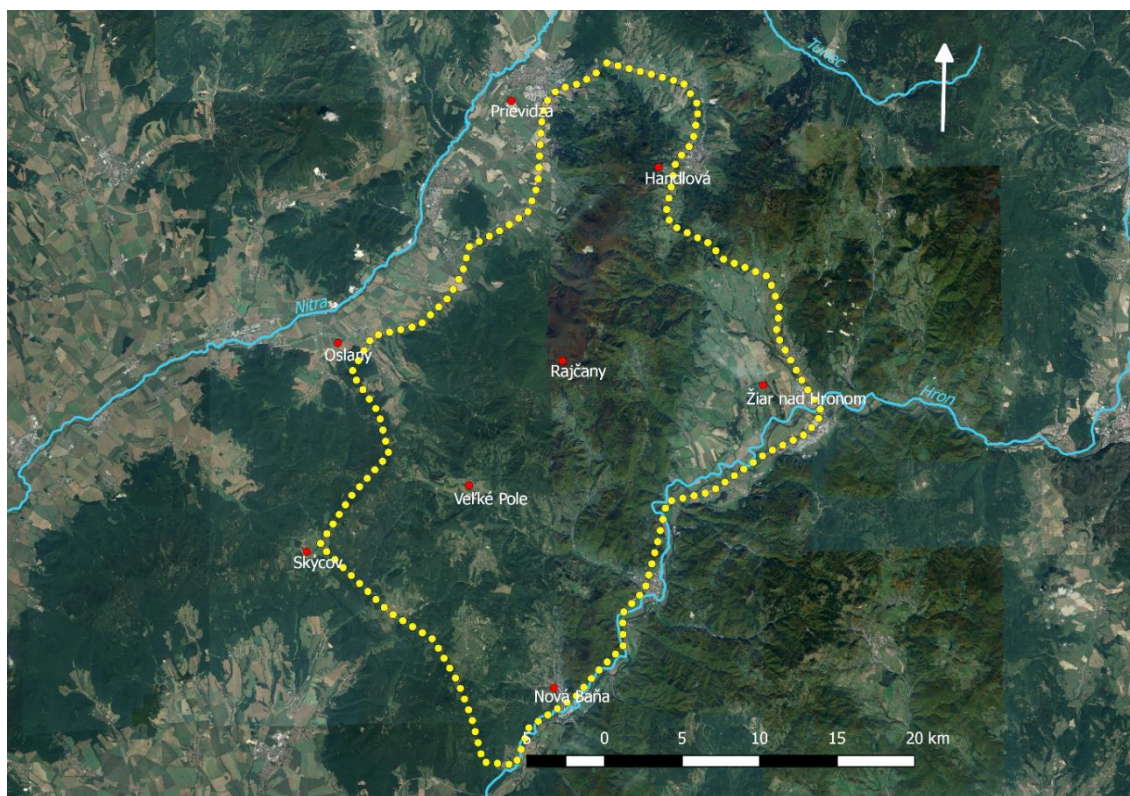 Turiec
Prievidza
Handlová
Nitra
Oslany
Rajčany
Žiar nad Hronom
Hron
Veľké Pole
Skýcov
Nová Baňa
5 0 5 10 15 20 km